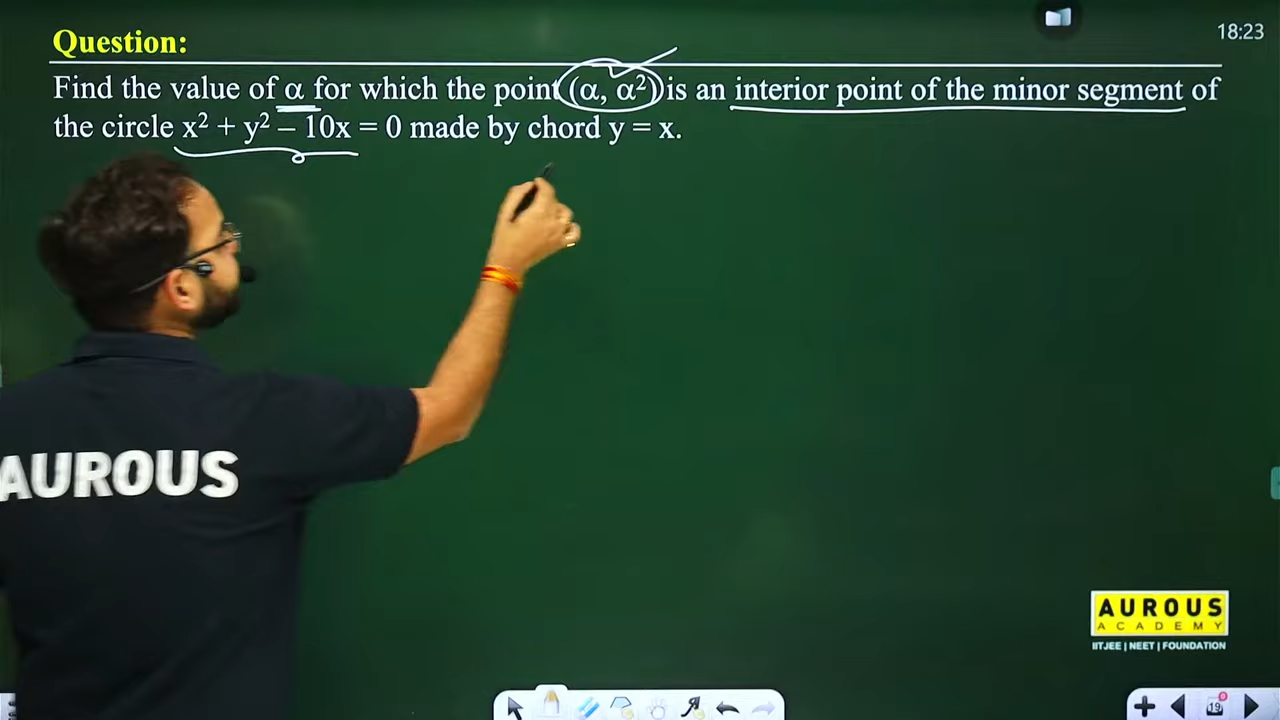 18:23
Question:
Find the value of α for which the point (α, α²) is an interior point of the minor segment of
the circle x² + y² – 10x = 0 made by chord y = x.
AUROUS
AUROUS
ACADEMY
IITJEE | NEET | FOUNDATION
19